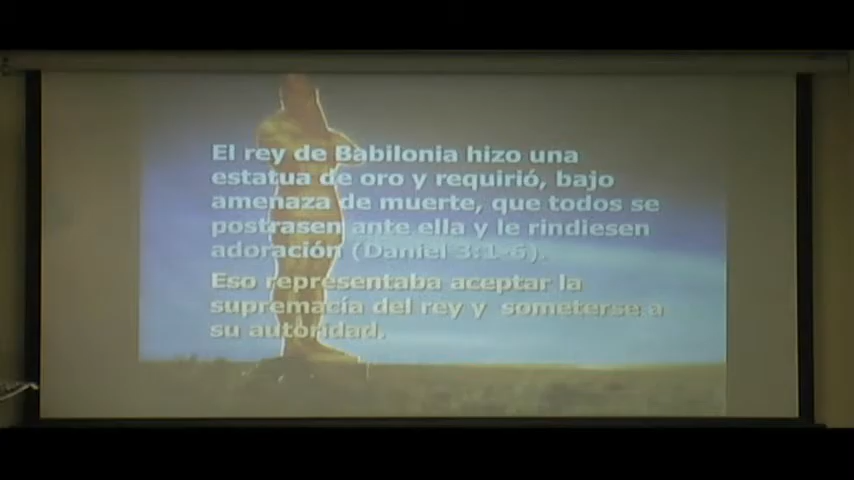 El rey de Babilonia hizo una
estatua de oro y requirió, bajo
amenaza de muerte, que todos se
postrasen ante ella y le rindiesen
adoración (Daniel 3:1-6).
Eso representaba aceptar la
supremacía del rey y someterse a
su autoridad.